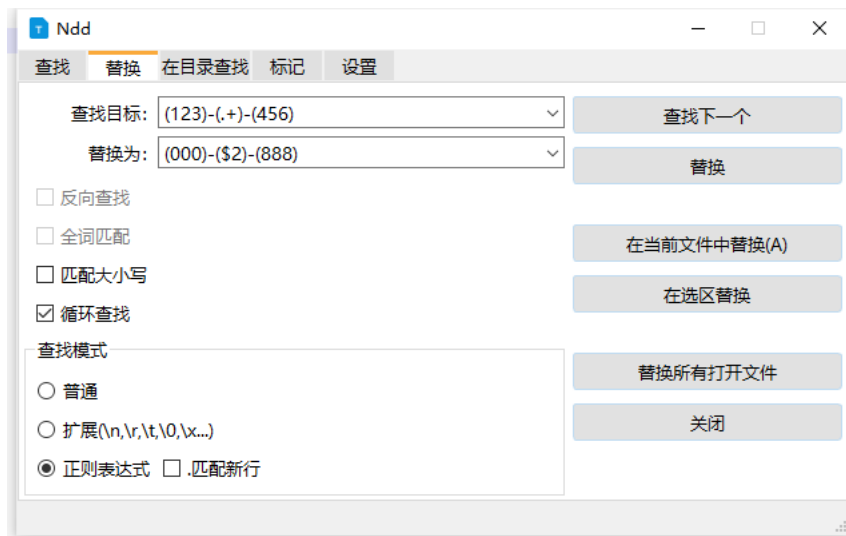 Ndd
查找 替换 在目录查找 标记 设置
查找目标: (123)-(.+)-(456) 查找下一个
替换为: (000)-($2)-(888) 替换
反向查找
全词匹配 在当前文件中替换(A)
匹配大小写
在选区替换
循环查找
查找模式
替换所有打开文件
普通
扩展(\n,\r,\t,\0,\x...) 关闭
正则表达式 .匹配新行